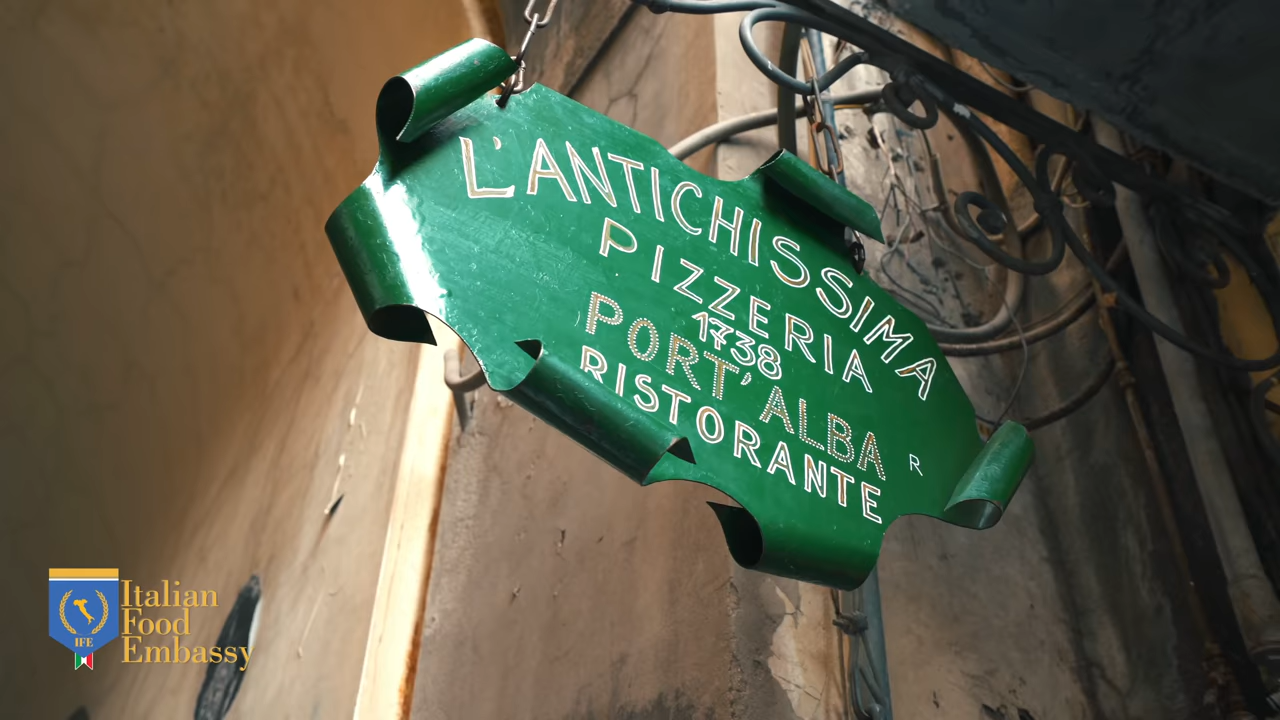 L'ANTICHISSIMA
PIZZERIA
1738
PORT'ALBA
RISTORANTE
R
IFE
Italian
Food
Embassy